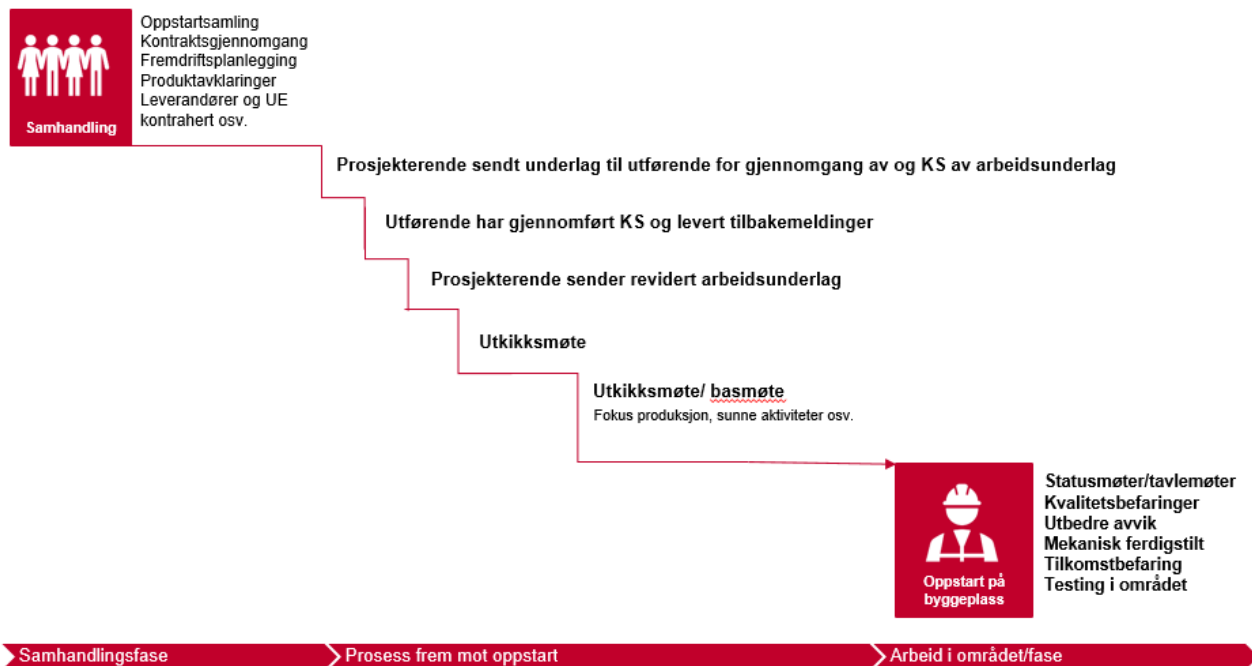 Oppstartsamling
Kontraktsgjennomgang
Fremdriftsplanlegging
Produktavklaringer
Leverandører og UE
kontrahert osv.
Samhandling
Prosjekterende sendt underlag til utførende for gjennomgang av og KS av arbeidsunderlag
Utførende har gjennomført KS og levert tilbakemeldinger
Prosjekterende sender revidert arbeidsunderlag
Utkikksmøte
Utkikksmøte/ basmøte
Fokus produksjon, sunne aktiviteter osv.
Oppstart på
byggeplass
Statusmøter/tavlemøter
Kvalitetsbefaringer
Utbedre avvik
Mekanisk ferdigstilt
Tilkomstbefaring
Testing i området
Samhandlingsfase
Prosess frem mot oppstart
Arbeid i området/fase